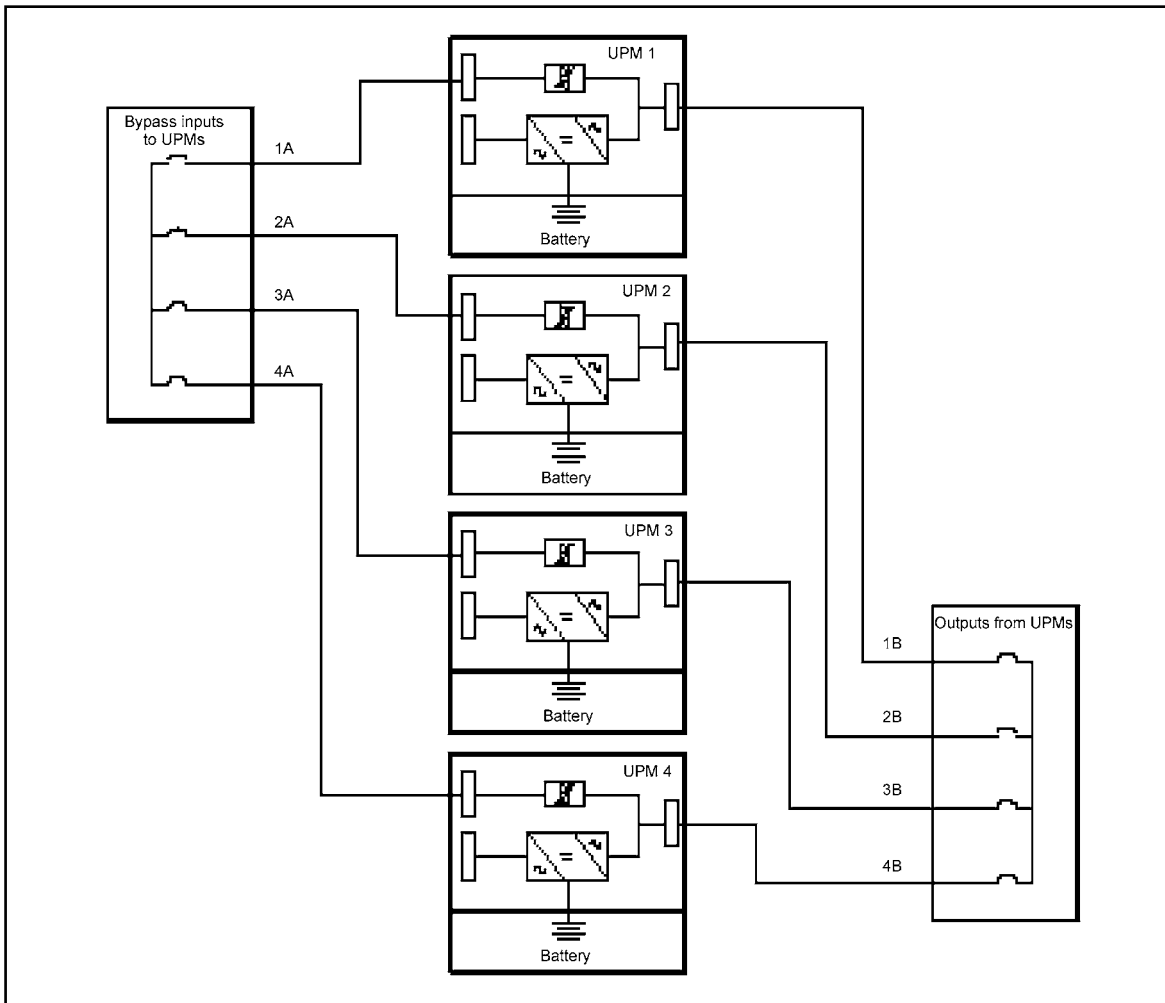 UPM 1
Bypass inputs
to UPMs
1A
2A
3A
4A
Battery
UPM 2
Battery
UPM 3
Battery
UPM 4
Battery
Outputs from UPMs
1B
2B
3B
4B